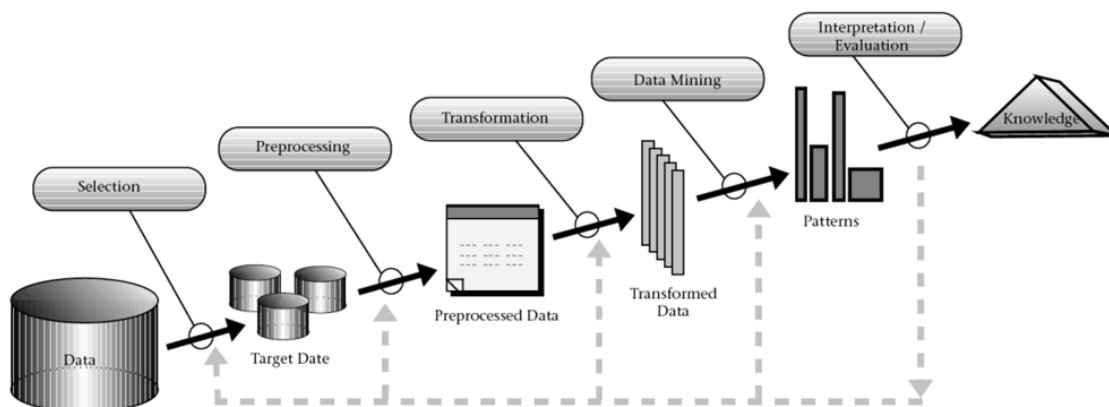 Interpretation /
Evaluation
Data Mining
Transformation
Preprocessing
Selection
Knowledge
Patterns
Transformed
Data
Preprocessed Data
Target Date
Data